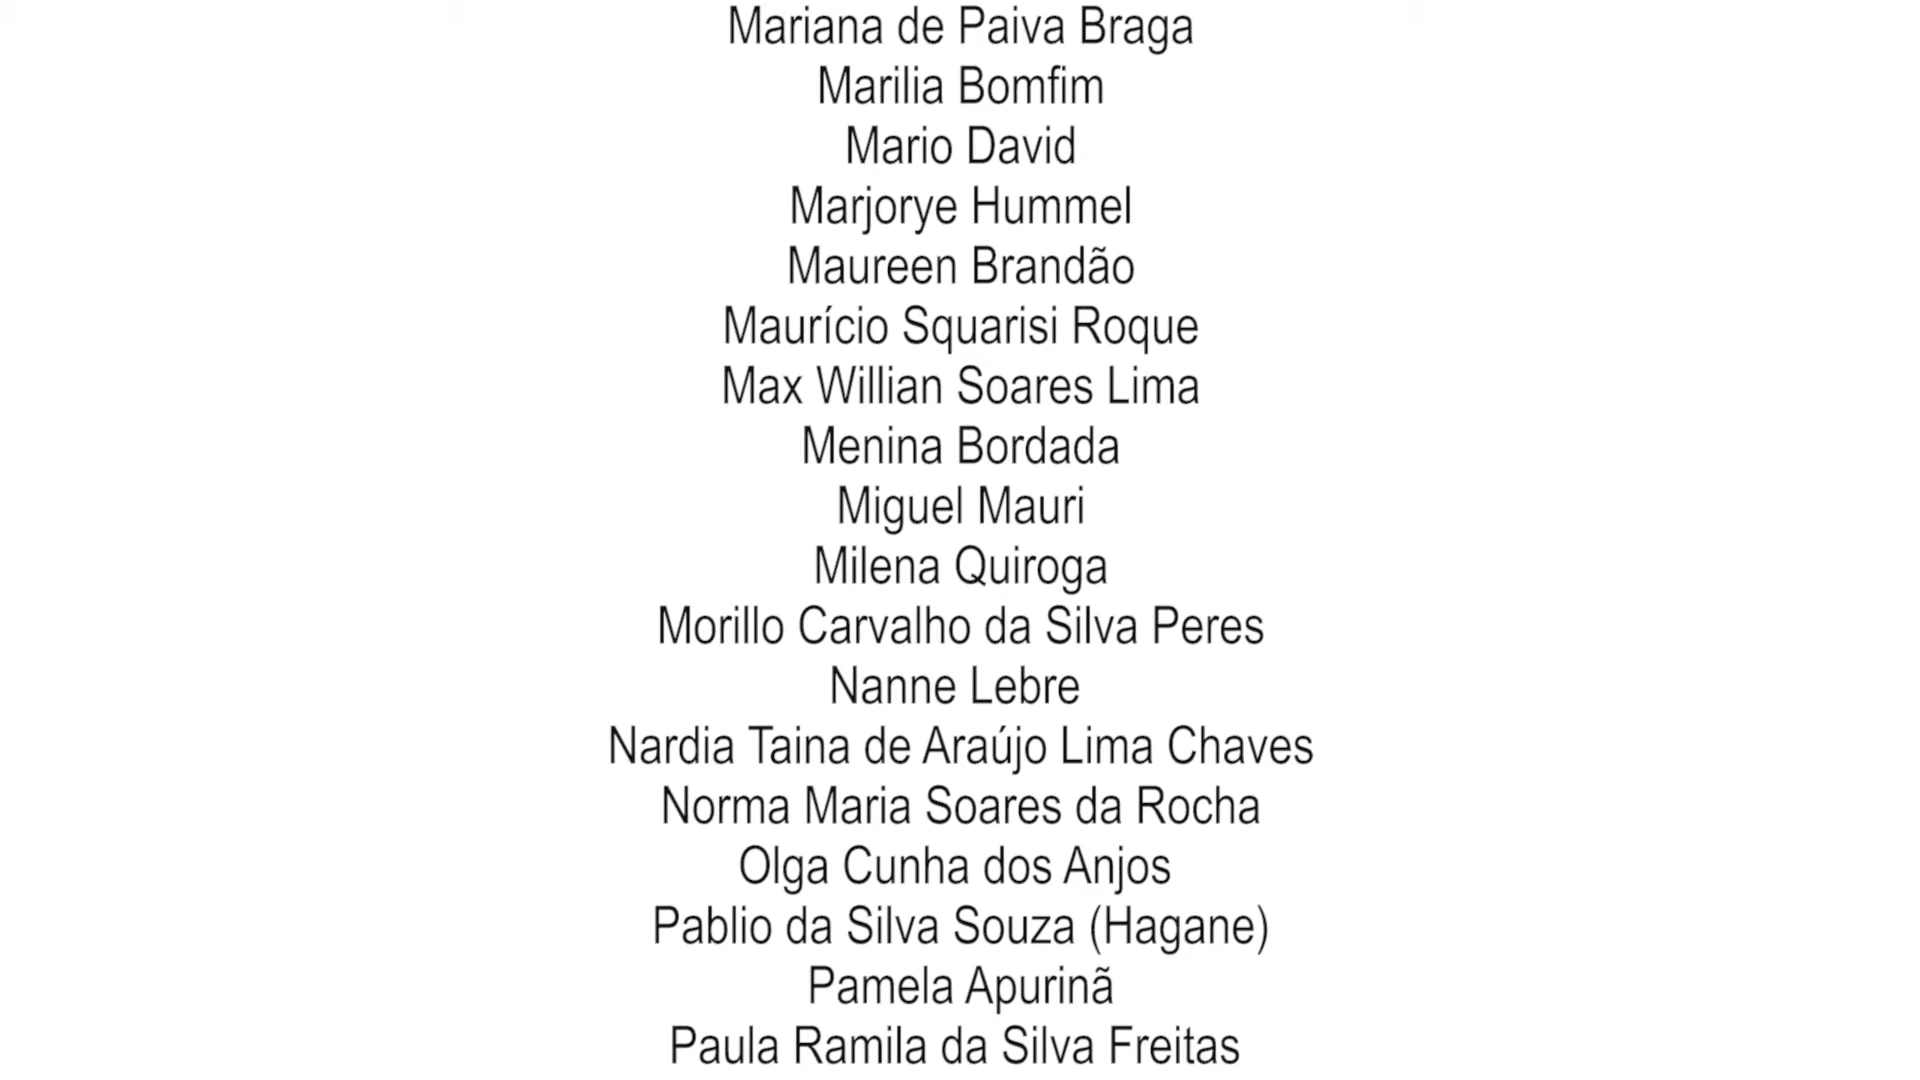 Mariana de Paiva Braga
Marilia Bomfim
Mario David
Marjorye Hummel
Maureen Brandão
Maurício Squarisi Roque
Max Willian Soares Lima
Menina Bordada
Miguel Mauri
Milena Quiroga
Morillo Carvalho da Silva Peres
Nanne Lebre
Nardia Taina de Araújo Lima Chaves
Norma Maria Soares da Rocha
Olga Cunha dos Anjos
Pablio da Silva Souza (Hagane)
Pamela Apurinã
Paula Ramila da Silva Freitas